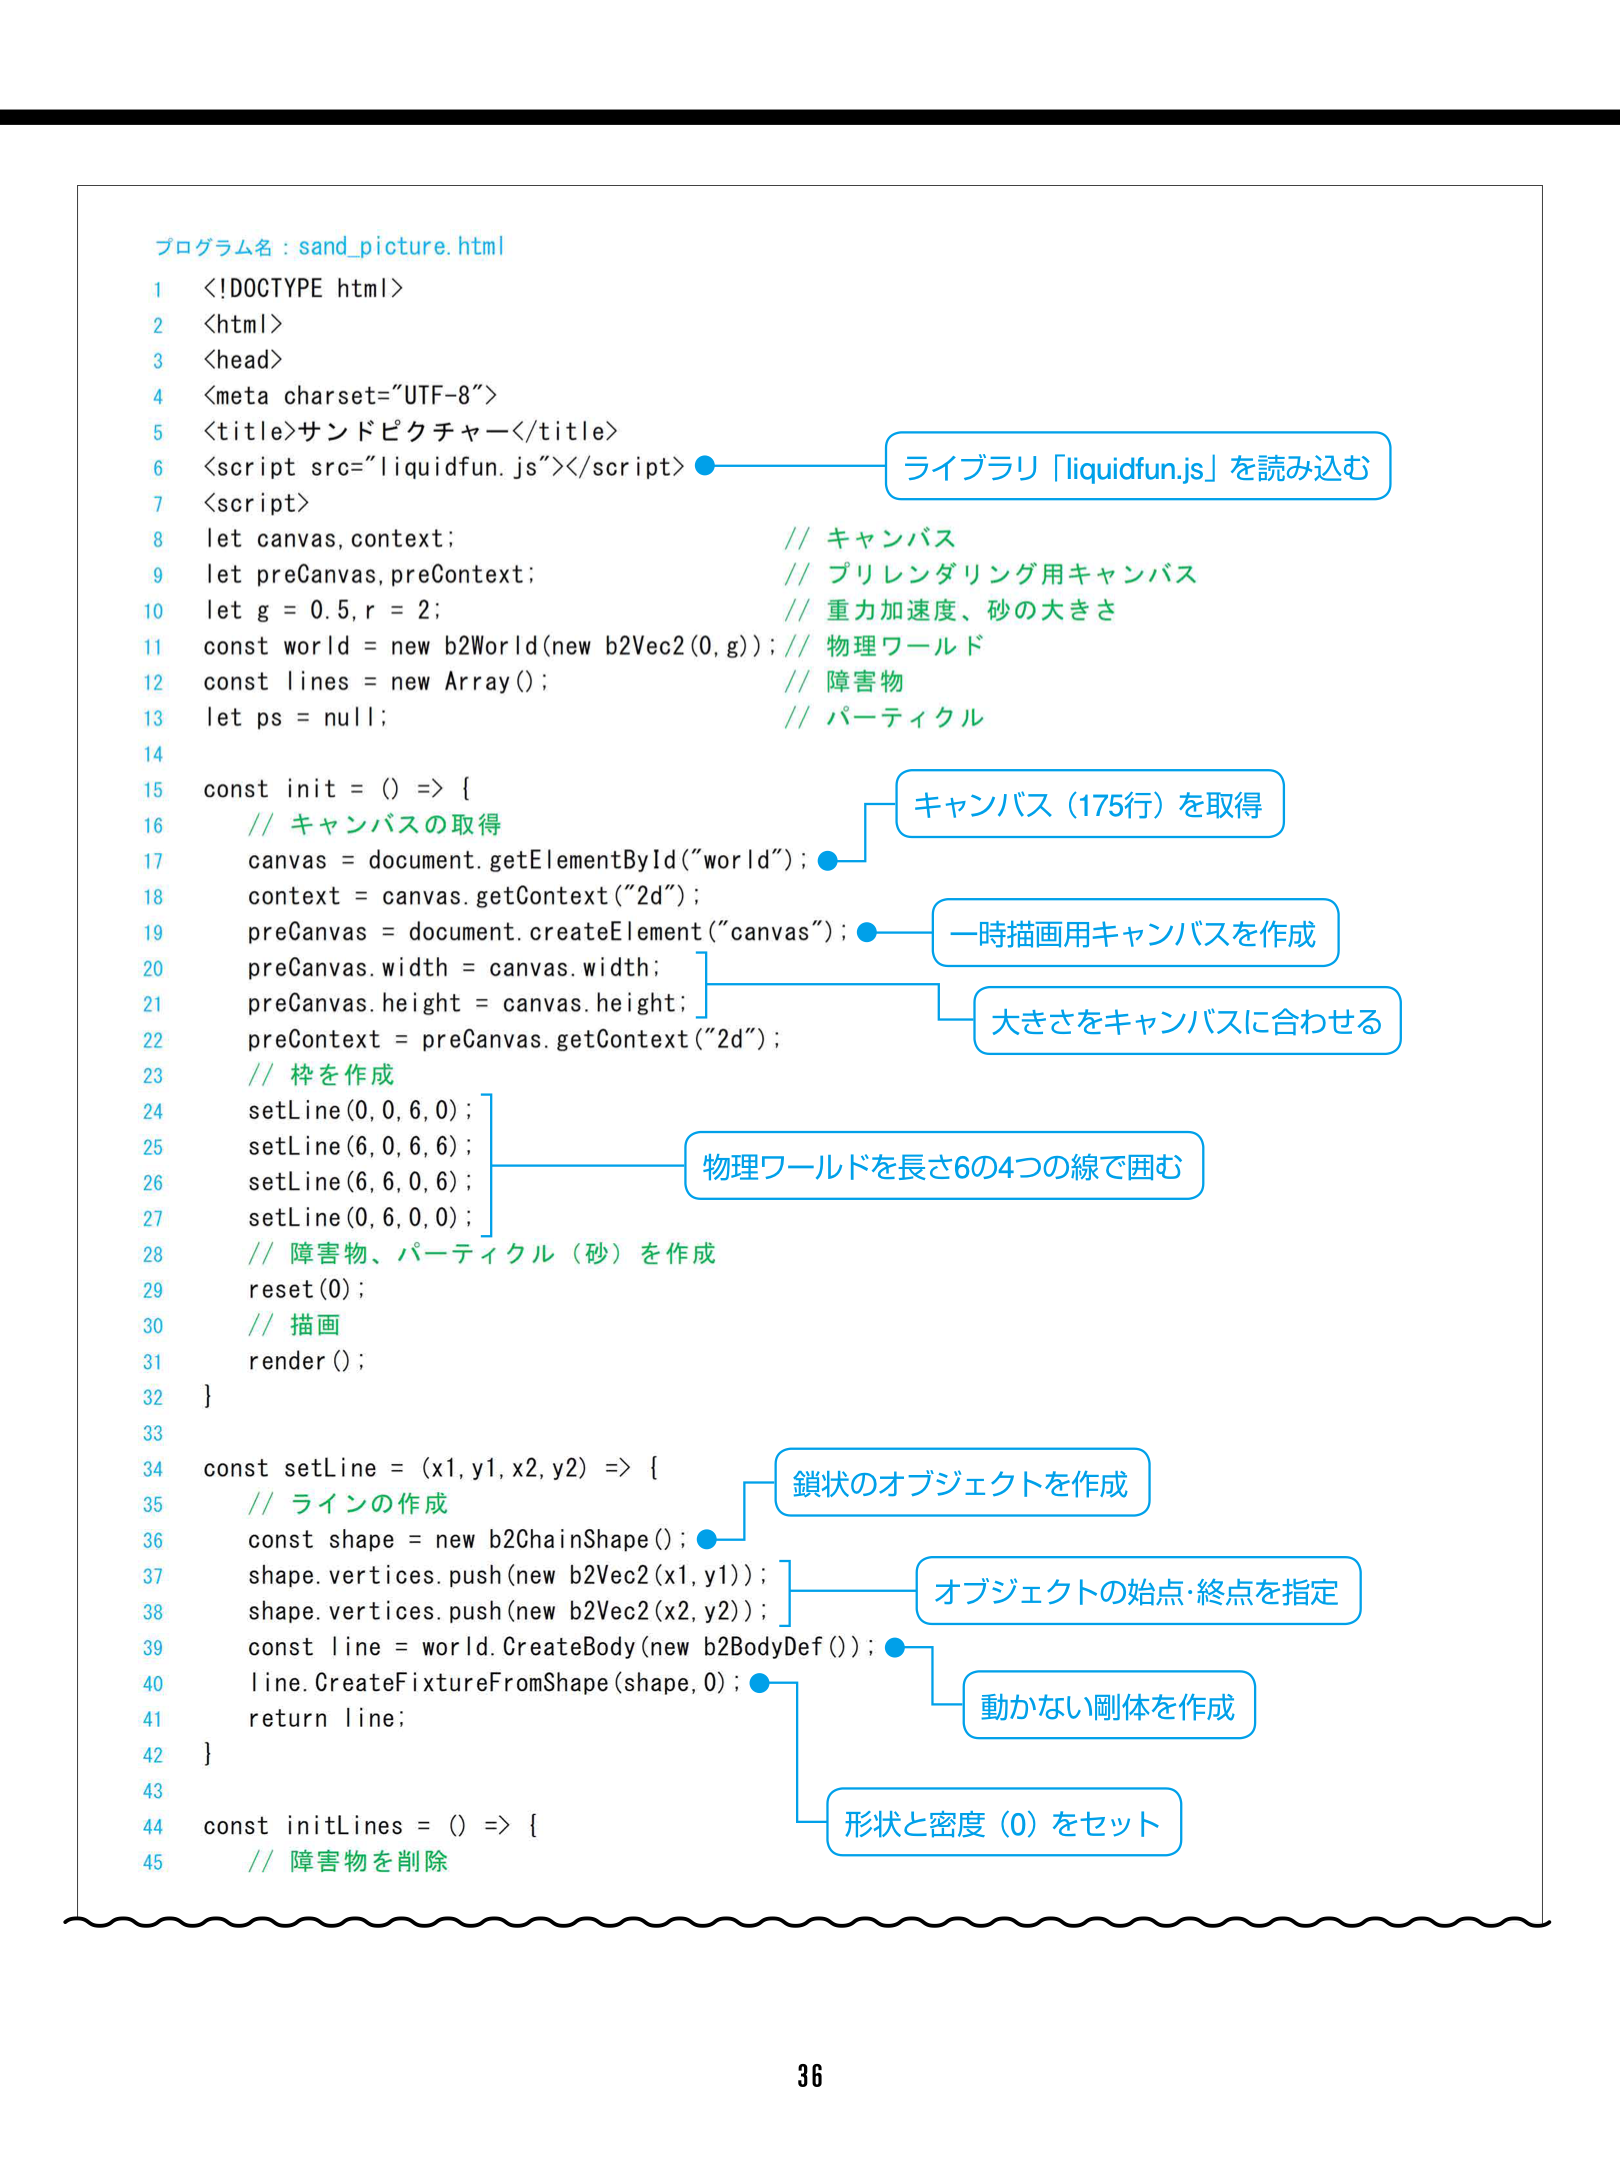 プログラム名：sand_picture.html
1 <!DOCTYPE html>
2 <html>
3 <head>
4 <meta charset="UTF-8">
5 <title>サンドピクチャー</title>
6 <script src="liquidfun.js"></script>
ライブラリ「liquidfun.js」を読み込む
7 <script>
8 let canvas,context; // キャンバス
9 let preCanvas,preContext; // プリレンダリング用キャンバス
10 let g = 0.5,r = 2; // 重力加速度、砂の大きさ
11 const world = new b2World(new b2Vec2(0,g));// 物理ワールド
12 const lines = new Array(); // 障害物
13 let ps = null; // パーティクル
14
15 const init = () => {
キャンバス（175行）を取得
16 // キャンバスの取得
17 canvas = document.getElementById("world");
18 context = canvas.getContext("2d");
19 preCanvas = document.createElement("canvas");
一時描画用キャンバスを作成
20 preCanvas.width = canvas.width;
21 preCanvas.height = canvas.height;
大きさをキャンバスに合わせる
22 preContext = preCanvas.getContext("2d");
23 // 枠を作成
24 setLine(0,0,6,0);
25 setLine(6,0,6,6);
物理ワールドを長さ6の4つの線で囲む
26 setLine(6,6,0,6);
27 setLine(0,6,0,0);
28 // 障害物、パーティクル（砂）を作成
29 reset(0);
30 // 描画
31 render();
32 }
33
34 const setLine = (x1,y1,x2,y2) => {
鎖状のオブジェクトを作成
35 // ラインの作成
36 const shape = new b2ChainShape();
37 shape.vertices.push(new b2Vec2(x1,y1));
オブジェクトの始点・終点を指定
38 shape.vertices.push(new b2Vec2(x2,y2));
39 const line = world.CreateBody(new b2BodyDef());
40 line.CreateFixtureFromShape(shape,0);
動かない剛体を作成
41 return line;
42 }
43
44 const initLines = () => {
形状と密度（0）をセット
45 // 障害物を削除
36